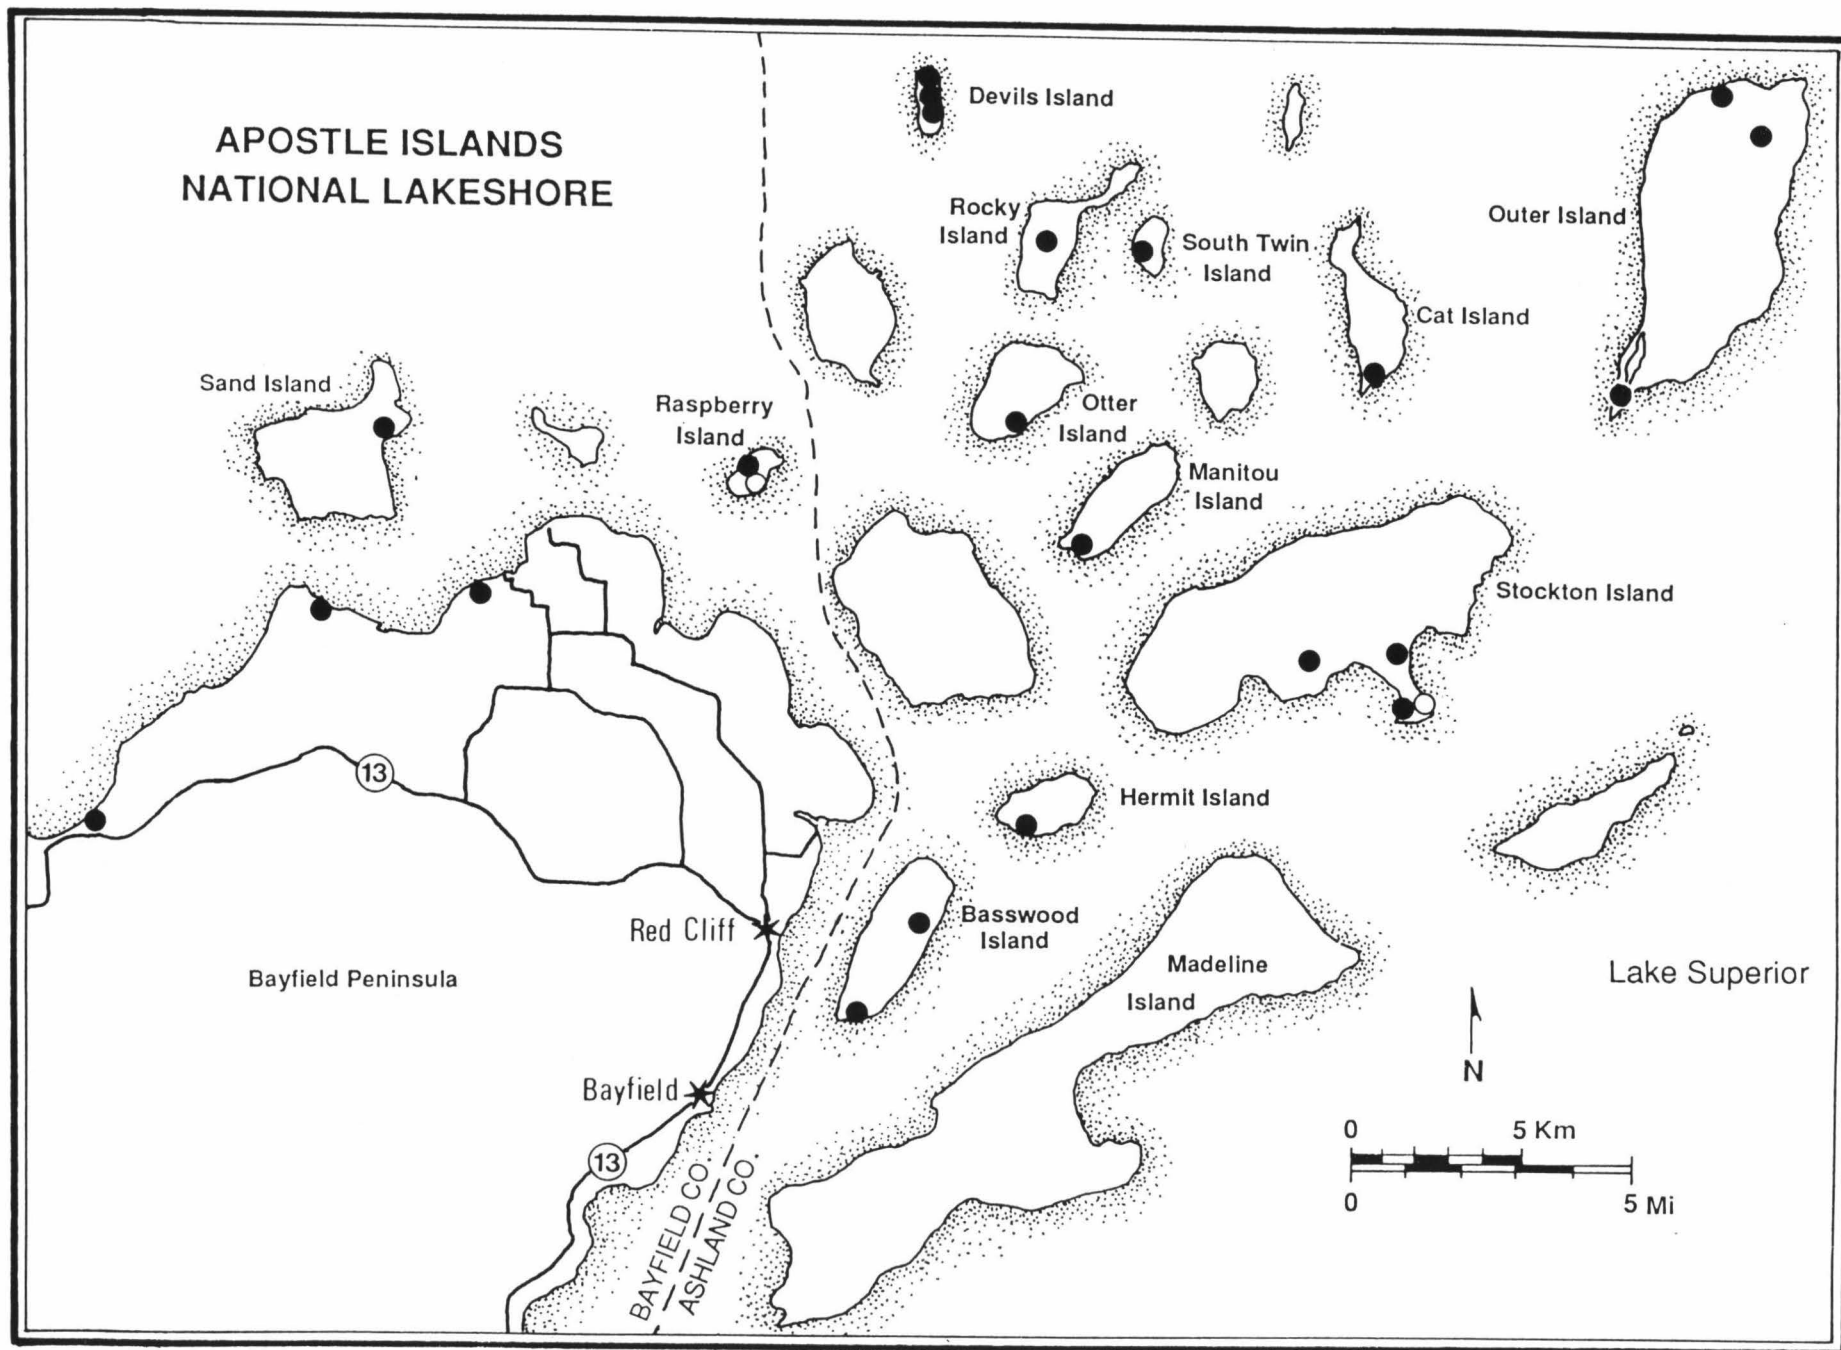 APOSTLE ISLANDS
NATIONAL LAKESHORE
Devils Island
Rocky
Island
South Twin
Island
Outer Island
Cat Island
Sand Island
Raspberry
Island
Otter
Island
Manitou
Island
Stockton Island
13
Hermit Island
Red Cliff
Basswood
Island
Madeline
Island
Lake Superior
Bayfield Peninsula
N
Bayfield
13
BAYFIELD CO.
ASHLAND CO.
0 5 Km
0 5 Mi